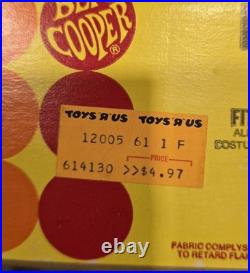 COOPER®
TOYS "R" US TOYS "R" US
12005 61 1 F
PRICE
614130 >>$4.97
FIT
AL
COSTU
FABRIC COMPLYS
TO RETARD FLA